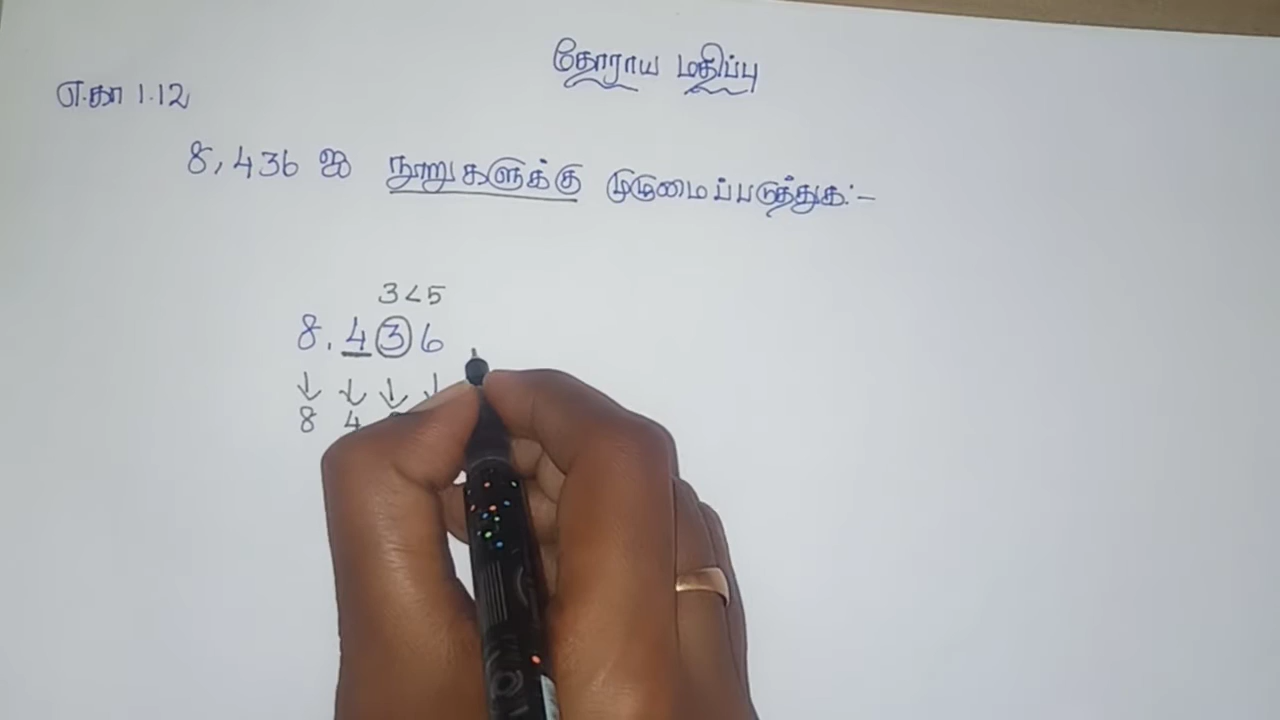 தோராய மதிப்பு
எ.கா 1.12
8,436 ஐ நூறுகளுக்கு முழுமைப்படுத்துக:-
3<5
8,436
↓ ↓ ↓ ↓
8 4